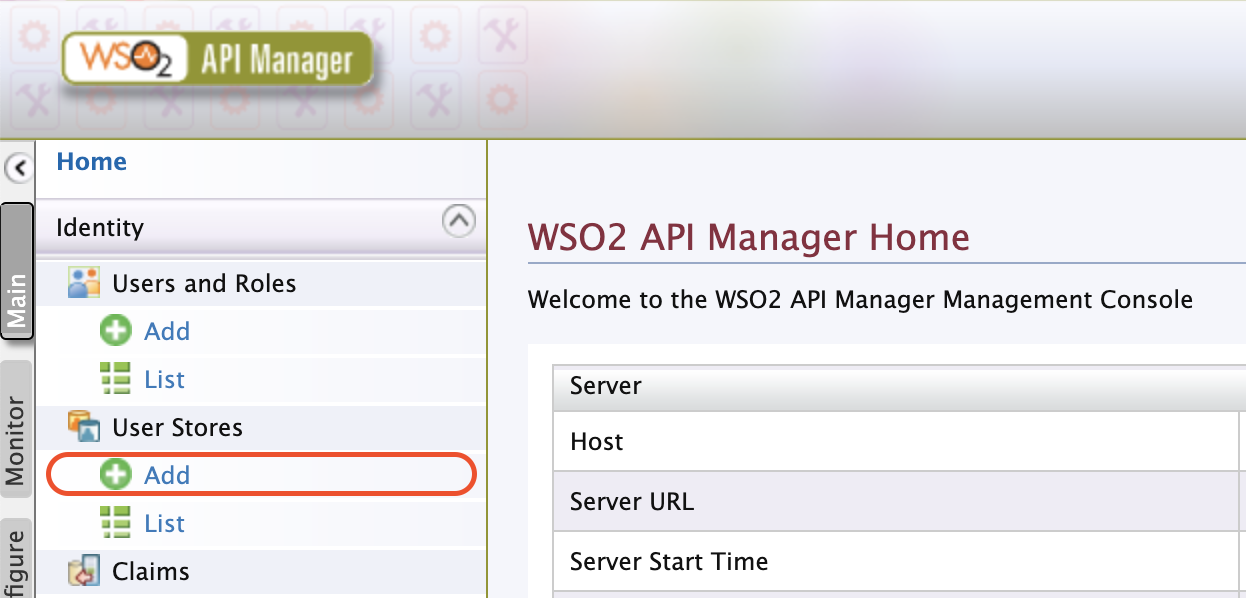 WSO2 API Manager
Home
Identity
Users and Roles
Add
List
User Stores
Add
List
Claims
Main
Monitor
figure
WSO2 API Manager Home
Welcome to the WSO2 API Manager Management Console
Server
Host
Server URL
Server Start Time